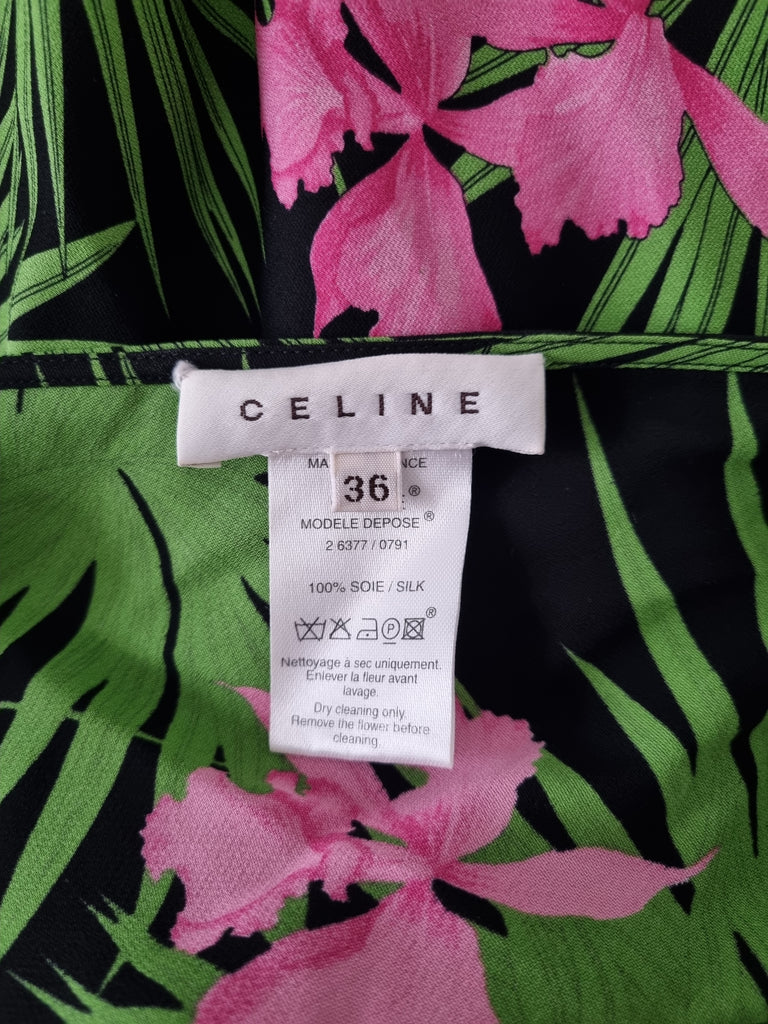 CELINE
36
®
MODELE DEPOSE ®
2 6377 / 0791
100% SOIE / SILK
P ®
Nettoyage à sec uniquement.
Enlever la fleur avant
lavage.
Dry cleaning only.
Remove the flower before
cleaning.